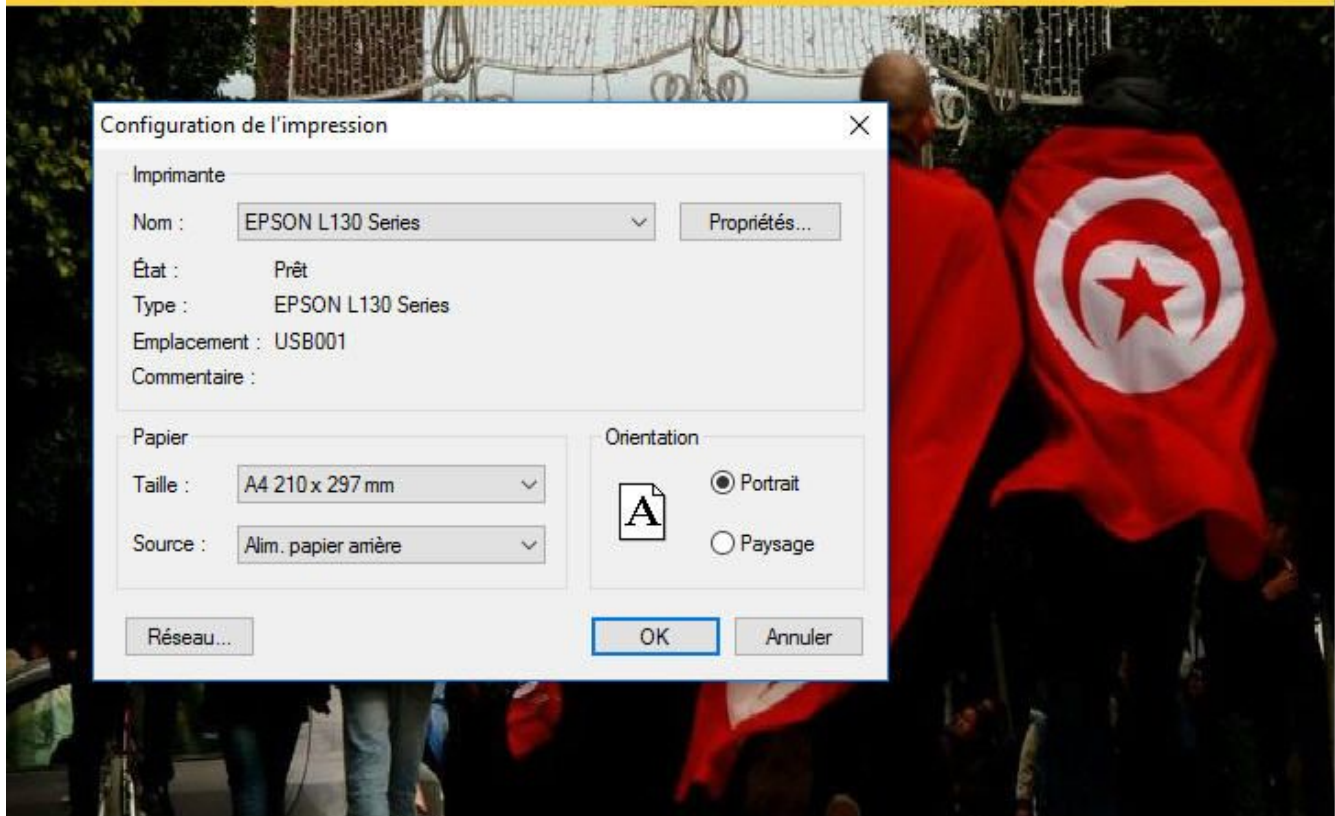 Configuration de l'impression
Imprimante
Nom : EPSON L130 Series Propriétés...
État : Prêt
Type : EPSON L130 Series
Emplacement : USB001
Commentaire :
Papier
Taille : A4 210 x 297 mm
Source : Alim. papier arrière
Orientation
A
Portrait
Paysage
Réseau... OK Annuler